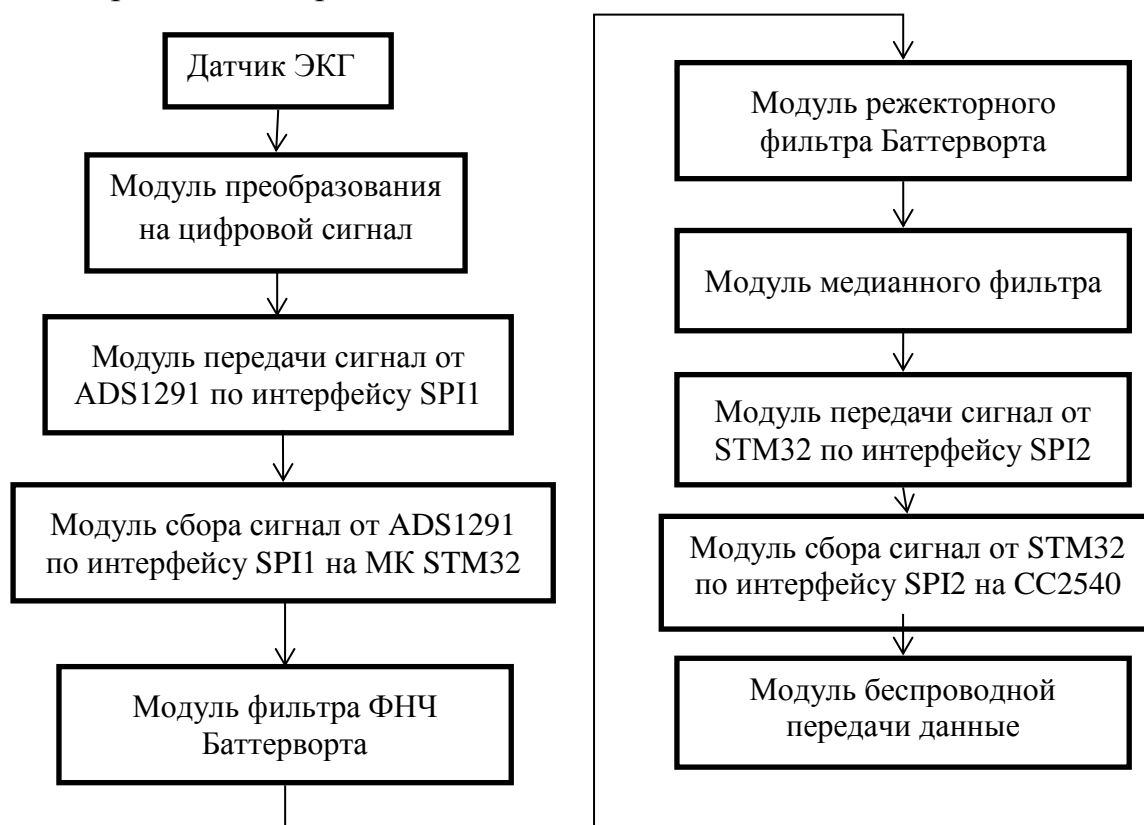 Датчик ЭКГ
Модуль преобразования
на цифровой сигнал
Модуль передачи сигнал от
ADS1291 по интерфейсу SPI1
Модуль сбора сигнал от ADS1291
по интерфейсу SPI1 на МК STM32
Модуль фильтра ФНЧ
Баттерворта
Модуль режекторного
фильтра Баттерворта
Модуль медианного фильтра
Модуль передачи сигнал от
STM32 по интерфейсу SPI2
Модуль сбора сигнал от STM32
по интерфейсу SPI2 на CC2540
Модуль беспроводной
передачи данные